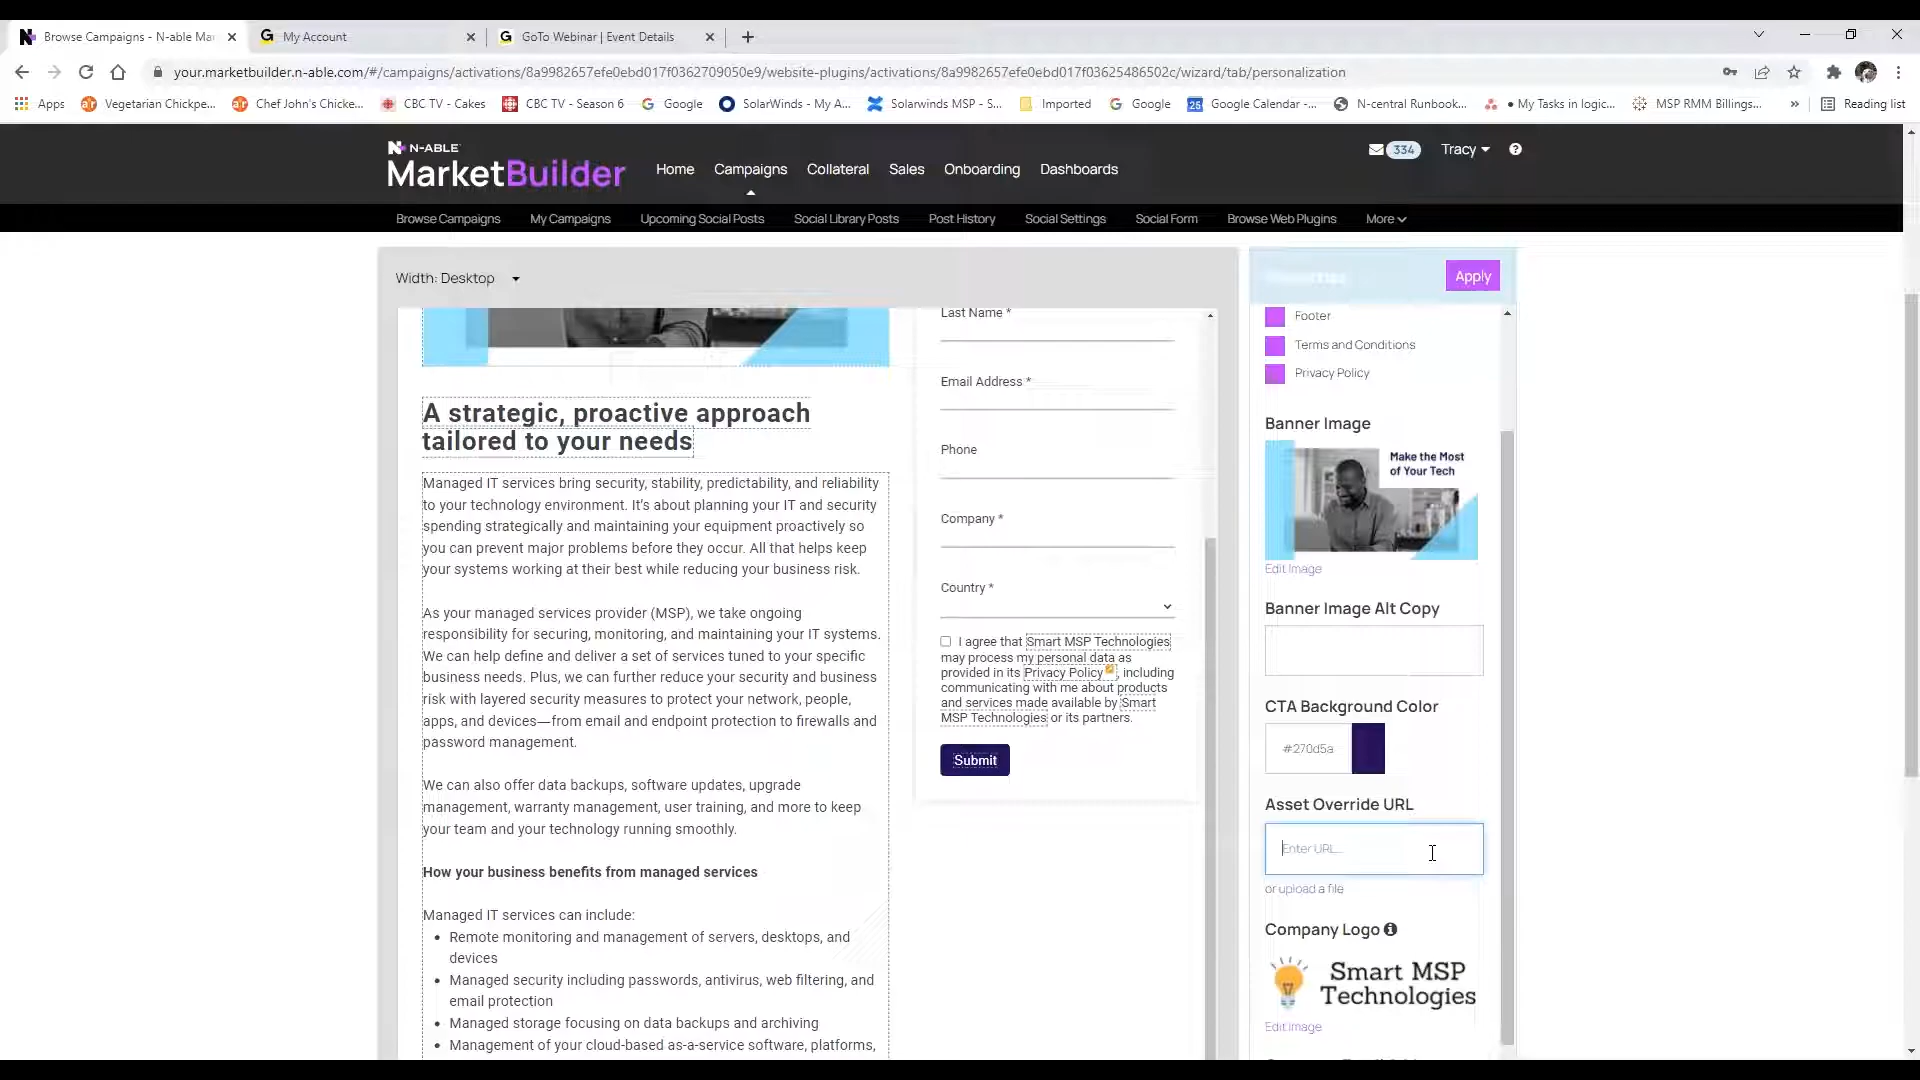 Browse Campaigns - N-able Mar
My Account
GoTo Webinar | Event Details
your.marketbuilder.n-able.com/#/campaigns/activations/8a9982657efe0ebd017f0362709050e9/website-plugins/activations/8a9982657efe0ebd017f03625486502c/wizard/tab/personalization
Apps
Vegetarian Chickpe...
Chef John's Chicke...
CBC TV - Cakes
CBC TV - Season 6
Google
SolarWinds - My A...
Solarwinds MSP - S...
Imported
Google
Google Calendar -...
N-central Runbook...
● My Tasks in logic...
MSP RMM Billings...
»
Reading list
N-ABLE
MarketBuilder
Home
Campaigns
Collateral
Sales
Onboarding
Dashboards
334
Tracy
Browse Campaigns
My Campaigns
Upcoming Social Posts
Social Library Posts
Post History
Social Settings
Social Form
Browse Web Plugins
More
Width: Desktop
A strategic, proactive approach
tailored to your needs
Managed IT services bring security, stability, predictability, and reliability
to your technology environment. It's about planning your IT and security
spending strategically and maintaining your equipment proactively so
you can prevent major problems before they occur. All that helps keep
your systems working at their best while reducing your business risk.
As your managed services provider (MSP), we take ongoing
responsibility for securing, monitoring, and maintaining your IT systems.
We can help define and deliver a set of services tuned to your specific
business needs. Plus, we can further reduce your security and business
risk with layered security measures to protect your network, people,
apps, and devices—from email and endpoint protection to firewalls and
password management.
We can also offer data backups, software updates, upgrade
management, warranty management, user training, and more to keep
your team and your technology running smoothly.
How your business benefits from managed services
Managed IT services can include:
• Remote monitoring and management of servers, desktops, and
devices
• Managed security including passwords, antivirus, web filtering, and
email protection
• Managed storage focusing on data backups and archiving
• Management of your cloud-based as-a-service software, platforms,
Last Name *
Email Address *
Phone
Company *
Country *
I agree that Smart MSP Technologies
may process my personal data as
provided in its Privacy Policy, including
communicating with me about products
and services made available by Smart
MSP Technologies or its partners.
Submit
Apply
Footer
Terms and Conditions
Privacy Policy
Banner Image
Make the Most
of Your Tech
Edit Image
Banner Image Alt Copy
CTA Background Color
#270d5a
Asset Override URL
Enter URL...
or upload a file
Company Logo
Smart MSP
Technologies
Edit Image